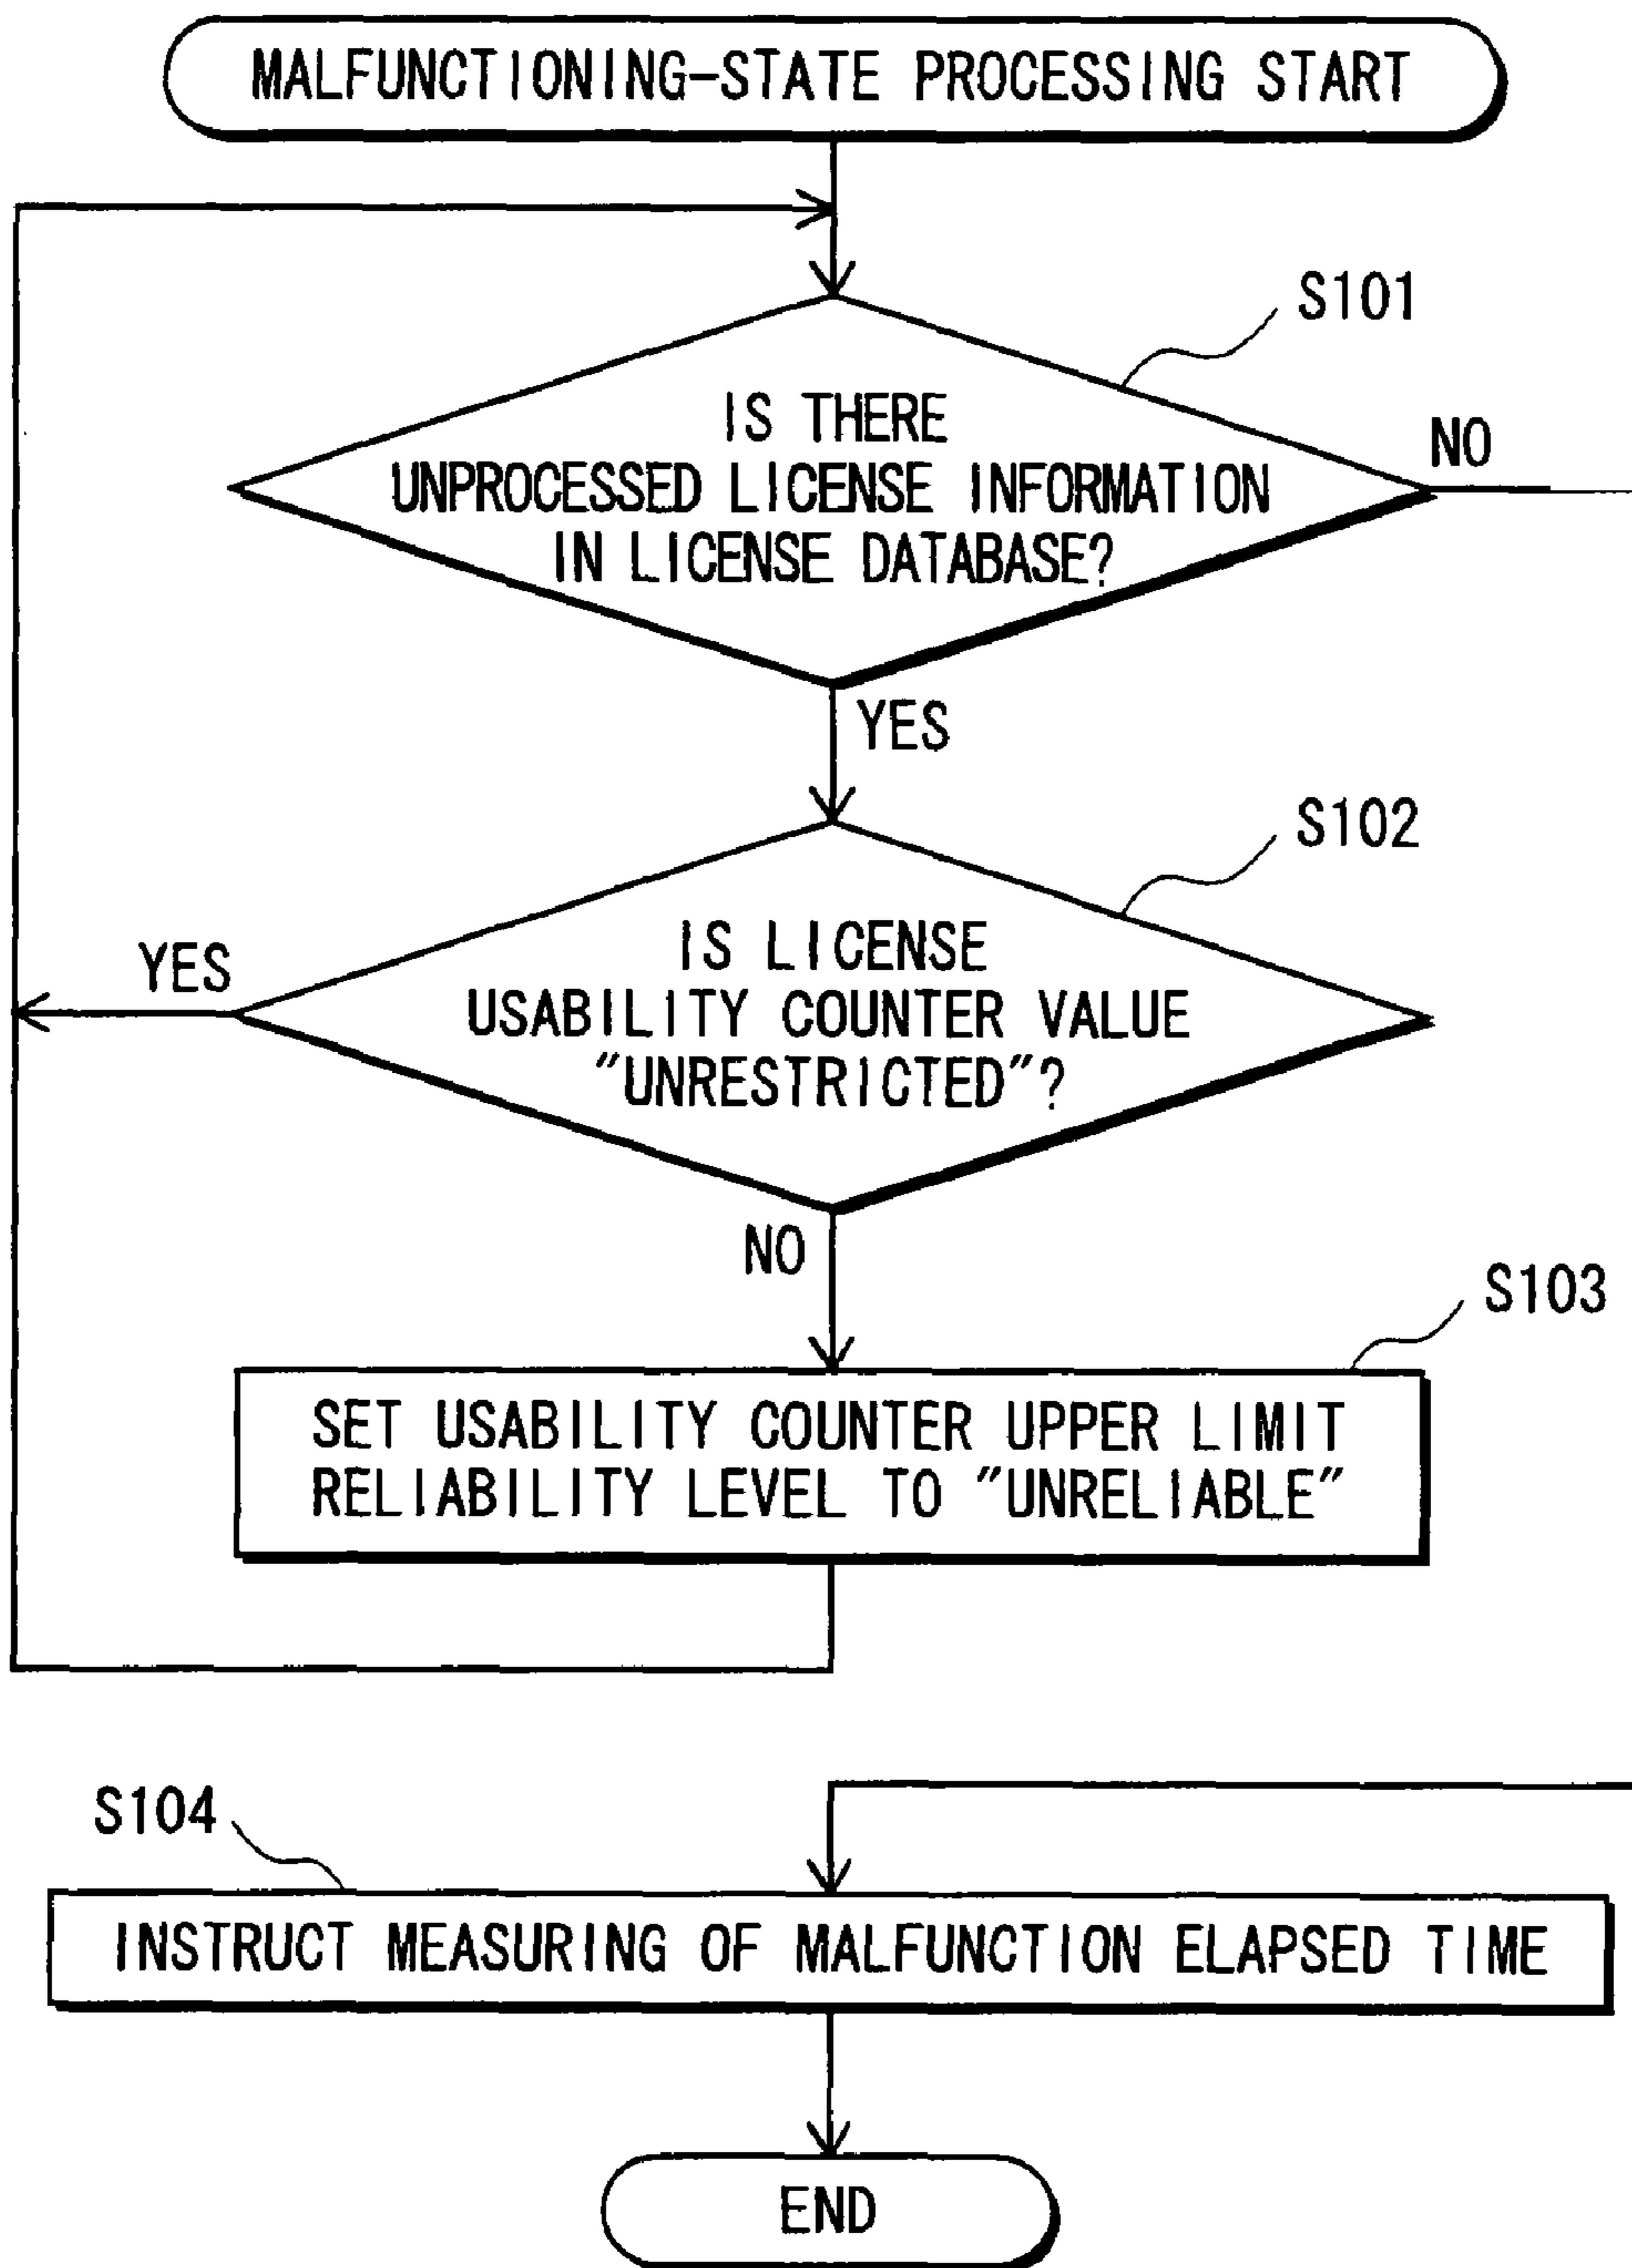 MALFUNCTIONING-STATE PROCESSING START
S101
IS THERE
UNPROCESSED LICENSE INFORMATION
IN LICENSE DATABASE?
NO
YES
S102
IS LICENSE
USABILITY COUNTER VALUE
"UNRESTRICTED"?
YES
NO
S103
SET USABILITY COUNTER UPPER LIMIT
RELIABILITY LEVEL TO "UNRELIABLE"
S104
INSTRUCT MEASURING OF MALFUNCTION ELAPSED TIME
END